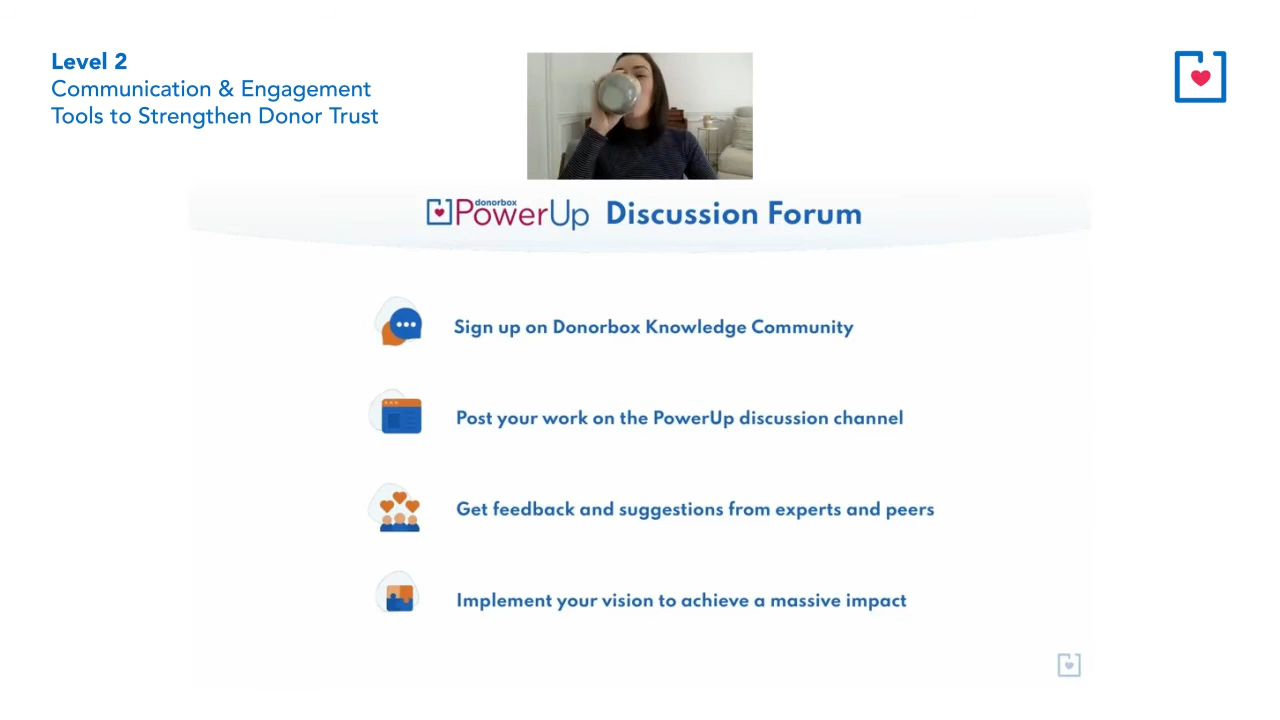 Level 2
Communication & Engagement
Tools to Strengthen Donor Trust
donorbox
PowerUp Discussion Forum
Sign up on Donorbox Knowledge Community
Post your work on the PowerUp discussion channel
Get feedback and suggestions from experts and peers
Implement your vision to achieve a massive impact